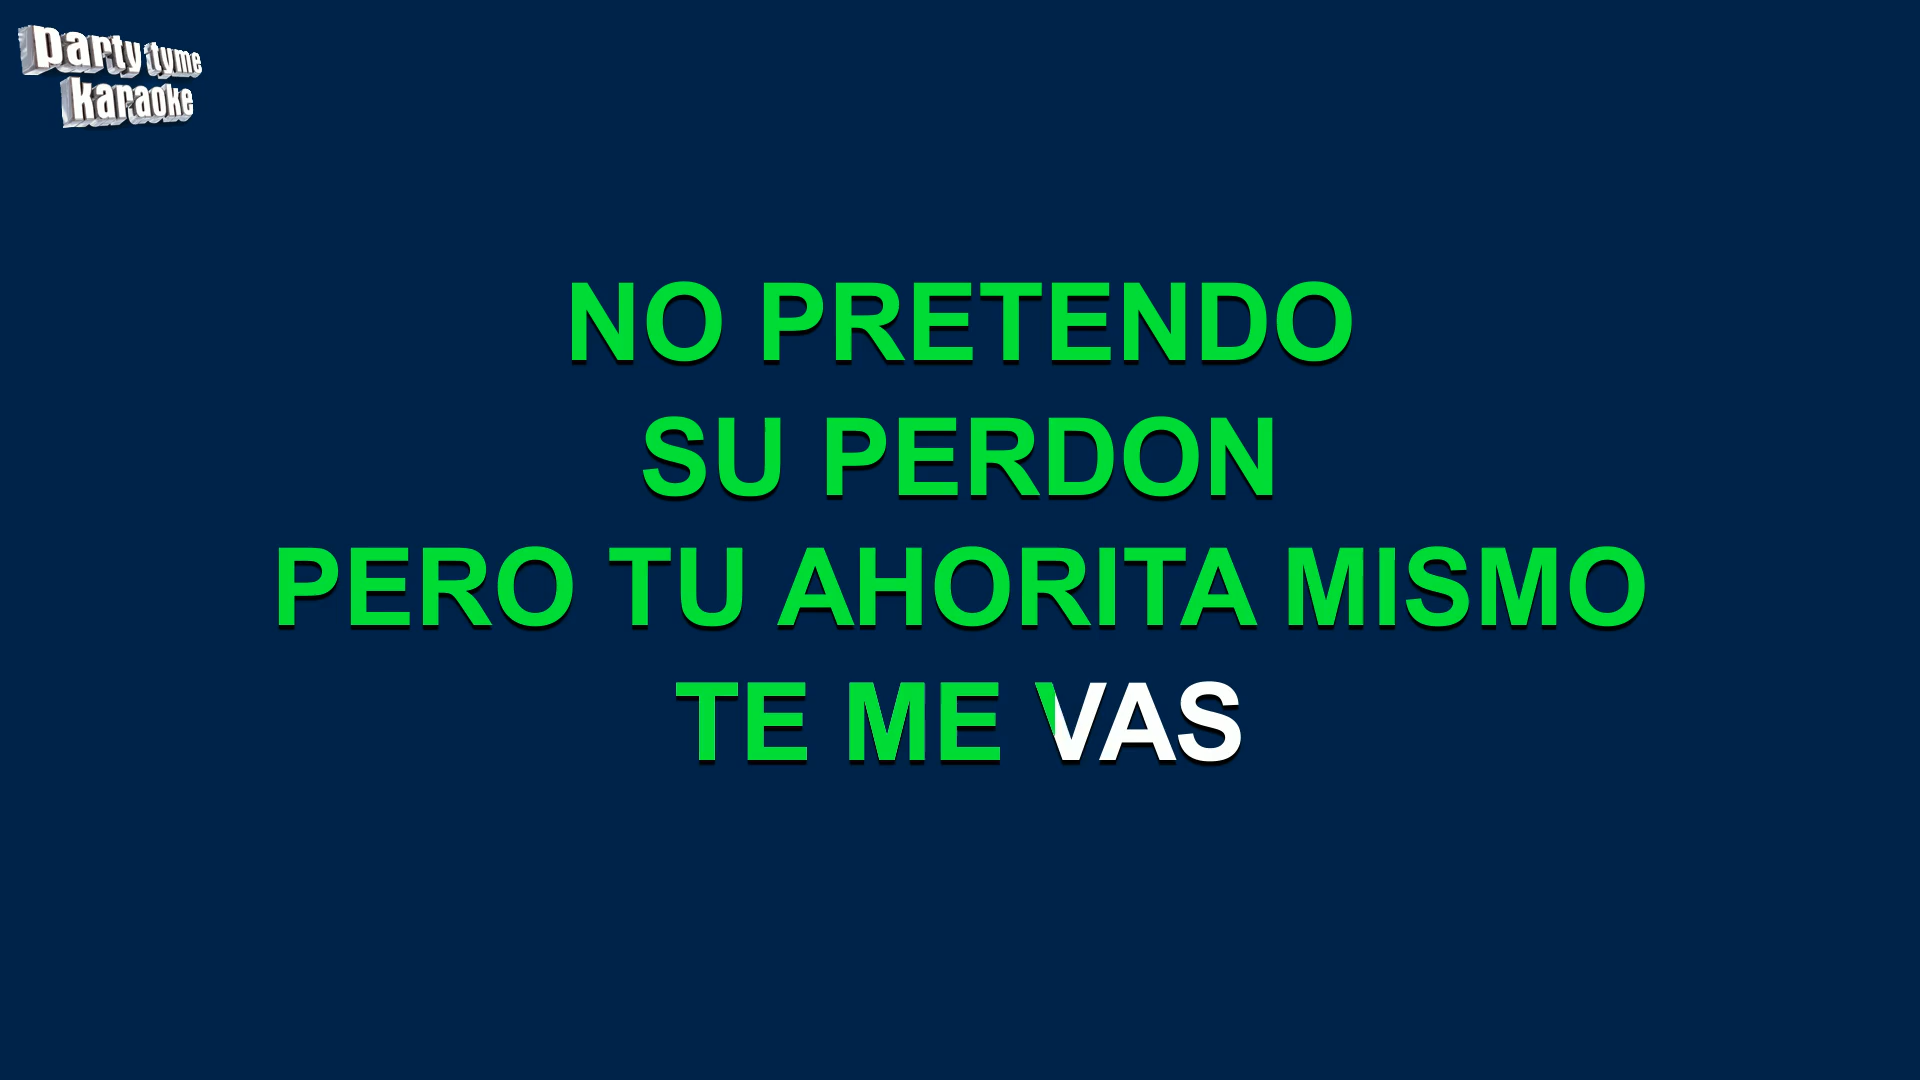 party tyme
karaoke
NO PRETENDO
SU PERDON
PERO TU AHORITA MISMO
TE ME VAS